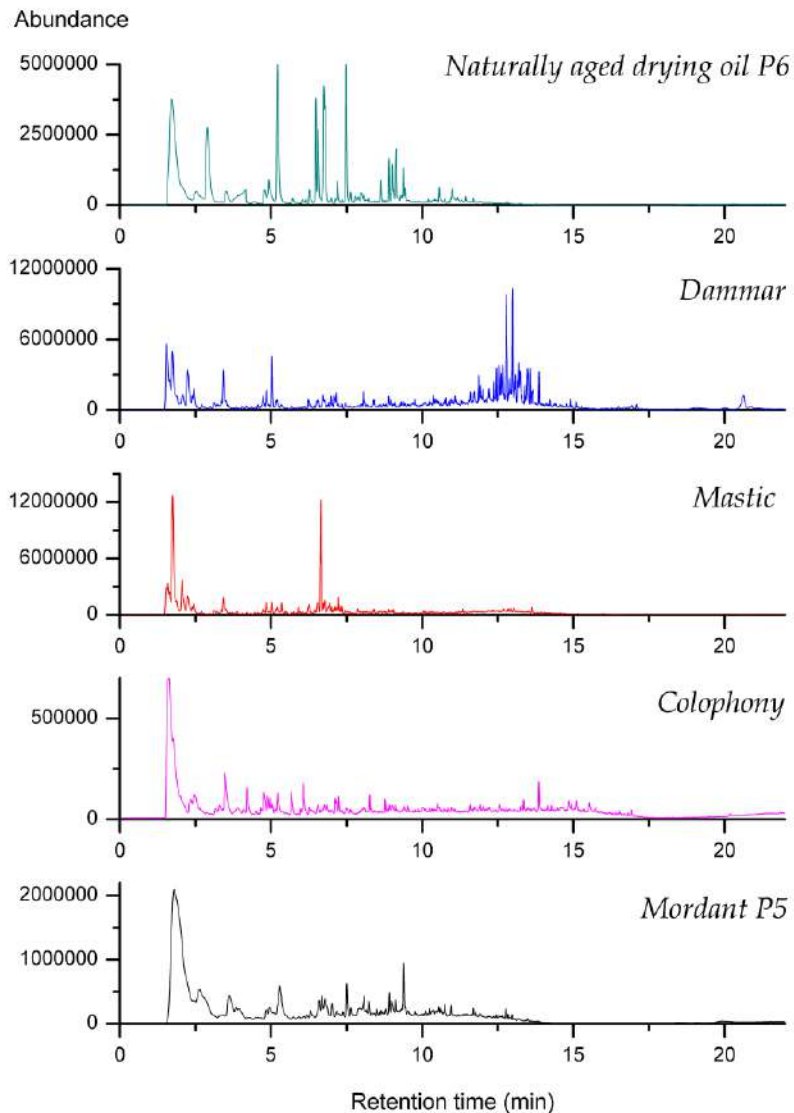 Abundance
Naturally aged drying oil P6
5000000
2500000
0
0 5 10 15 20
Dammar
12000000
6000000
0
0 5 10 15 20
Mastic
12000000
6000000
0
0 5 10 15 20
Colophony
500000
0
0 5 10 15 20
Mordant P5
2000000
1000000
0
0 5 10 15 20
Retention time (min)